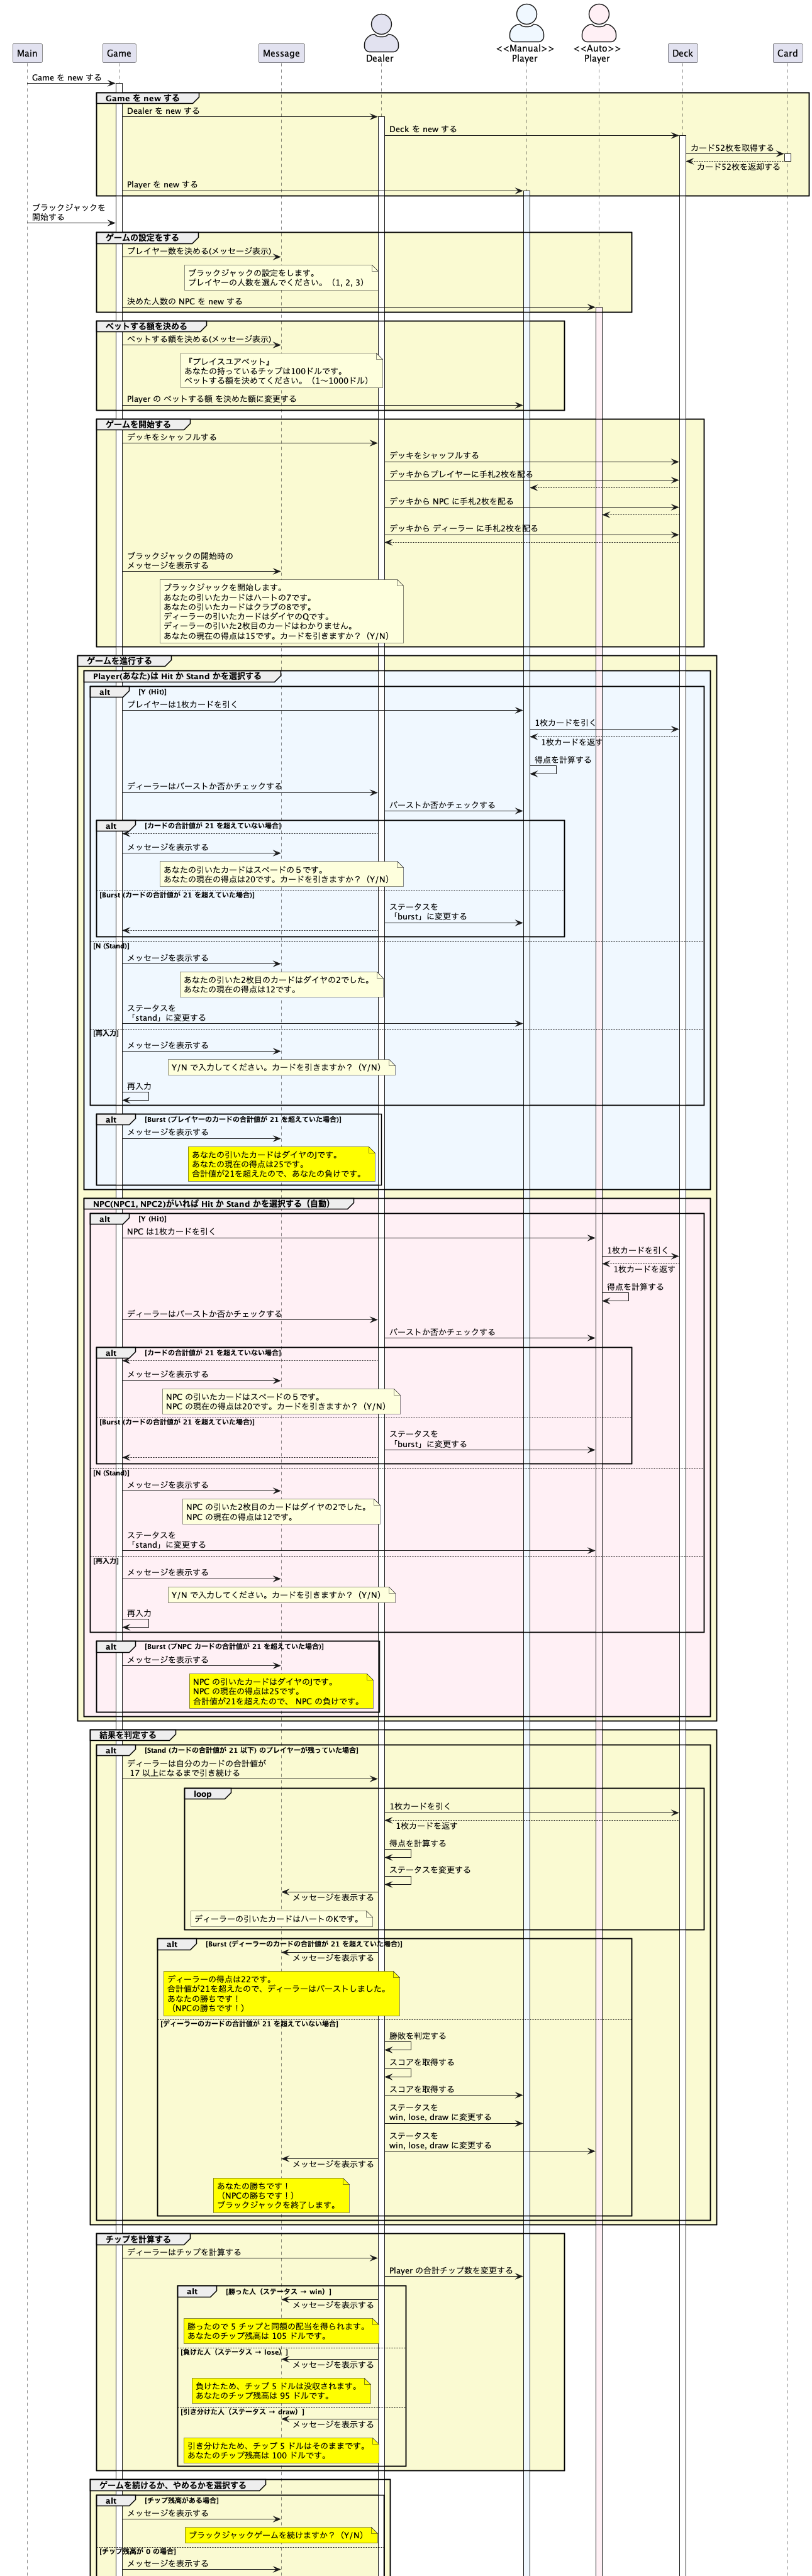 Main
Game
Message
Dealer
<<Manual>>
Player
<<Auto>>
Player
Deck
Card
Game を new する
Game を new する
Dealer を new する
Deck を new する
カード52枚を取得する
カード52枚を返却する
Player を new する
ブラックジャックを
開始する
ゲームの設定をする
プレイヤー数を決める(メッセージ表示)
ブラックジャックの設定をします。
プレイヤーの人数を選んでください。（1, 2, 3）
決めた人数の NPC を new する
ベットする額を決める
ベットする額を決める(メッセージ表示)
『プレイスユアベット』
あなたの持っているチップは100ドルです。
ベットする額を決めてください。（1〜1000ドル）
Player の ベットする額 を決めた額に変更する
ゲームを開始する
デッキをシャッフルする
デッキをシャッフルする
デッキからプレイヤーに手札2枚を配る
デッキから NPC に手札2枚を配る
デッキから ディーラー に手札2枚を配る
ブラックジャックの開始時の
メッセージを表示する
ブラックジャックを開始します。
あなたの引いたカードはハートの7です。
あなたの引いたカードはクラブの8です。
ディーラーの引いたカードはダイヤのQです。
ディーラーの引いた2枚目のカードはわかりません。
あなたの現在の得点は15です。カードを引きますか？（Y/N）
ゲームを進行する
Player(あなた)は Hit か Stand かを選択する
alt [Y (Hit)]
プレイヤーは1枚カードを引く
1枚カードを引く
1枚カードを返す
得点を計算する
ディーラーはバーストか否かチェックする
バーストか否かチェックする
alt [カードの合計値が 21 を超えていない場合]
メッセージを表示する
あなたの引いたカードはスペードの５です。
あなたの現在の得点は20です。カードを引きますか？（Y/N）
[Burst (カードの合計値が 21 を超えていた場合)]
ステータスを
「burst」に変更する
[N (Stand)]
メッセージを表示する
あなたの引いた2枚目のカードはダイヤの2でした。
あなたの現在の得点は12です。
ステータスを
「stand」に変更する
[再入力]
メッセージを表示する
Y/N で入力してください。カードを引きますか？（Y/N）
再入力
alt [Burst (プレイヤーのカードの合計値が 21 を超えていた場合)]
メッセージを表示する
あなたの引いたカードはダイヤのJです。
あなたの現在の得点は25です。
合計値が21を超えたので、あなたの負けです。
NPC(NPC1, NPC2)がいれば Hit か Stand かを選択する（自動）
alt [Y (Hit)]
NPC は1枚カードを引く
1枚カードを引く
1枚カードを返す
得点を計算する
ディーラーはバーストか否かチェックする
バーストか否かチェックする
alt [カードの合計値が 21 を超えていない場合]
メッセージを表示する
NPC の引いたカードはスペードの５です。
NPC の現在の得点は20です。カードを引きますか？（Y/N）
[Burst (カードの合計値が 21 を超えていた場合)]
ステータスを
「burst」に変更する
[N (Stand)]
メッセージを表示する
NPC の引いた2枚目のカードはダイヤの2でした。
NPC の現在の得点は12です。
ステータスを
「stand」に変更する
[再入力]
メッセージを表示する
Y/N で入力してください。カードを引きますか？（Y/N）
再入力
alt [Burst (プNPC カードの合計値が 21 を超えていた場合)]
メッセージを表示する
NPC の引いたカードはダイヤのJです。
NPC の現在の得点は25です。
合計値が21を超えたので、 NPC の負けです。
結果を判定する
alt [Stand (カードの合計値が 21 以下) のプレイヤーが残っていた場合]
ディーラーは自分のカードの合計値が
17 以上になるまで引き続ける
loop
1枚カードを引く
1枚カードを返す
得点を計算する
ステータスを変更する
メッセージを表示する
ディーラーの引いたカードはハートのKです。
alt [Burst (ディーラーのカードの合計値が 21 を超えていた場合)]
メッセージを表示する
ディーラーの得点は22です。
合計値が21を超えたので、ディーラーはバーストしました。
あなたの勝ちです！
（NPCの勝ちです！）
[ディーラーのカードの合計値が 21 を超えていない場合]
勝敗を判定する
スコアを取得する
スコアを取得する
ステータスを
win, lose, draw に変更する
ステータスを
win, lose, draw に変更する
メッセージを表示する
あなたの勝ちです！
（NPCの勝ちです！）
ブラックジャックを終了します。
チップを計算する
ディーラーはチップを計算する
Player の合計チップ数を変更する
alt [勝った人（ステータス → win）]
メッセージを表示する
勝ったので 5 チップと同額の配当を得られます。
あなたのチップ残高は 105 ドルです。
[負けた人（ステータス → lose）]
メッセージを表示する
負けたため、チップ 5 ドルは没収されます。
あなたのチップ残高は 95 ドルです。
[引き分けた人（ステータス → draw）]
メッセージを表示する
引き分けたため、チップ 5 ドルはそのままです。
あなたのチップ残高は 100 ドルです。
ゲームを続けるか、やめるかを選択する
alt [チップ残高がある場合]
メッセージを表示する
ブラックジャックゲームを続けますか？（Y/N）
[チップ残高が 0 の場合]
メッセージを表示する